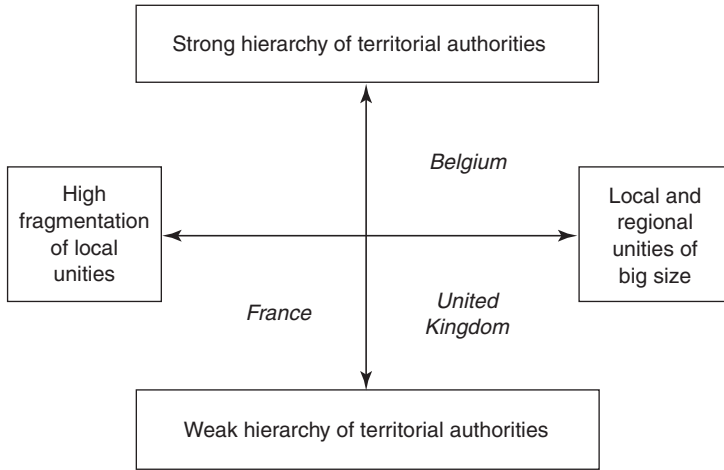 Strong hierarchy of territorial authorities
Belgium
High
fragmentation
of local
unities
Local and
regional
unities of
big size
France
United
Kingdom
Weak hierarchy of territorial authorities